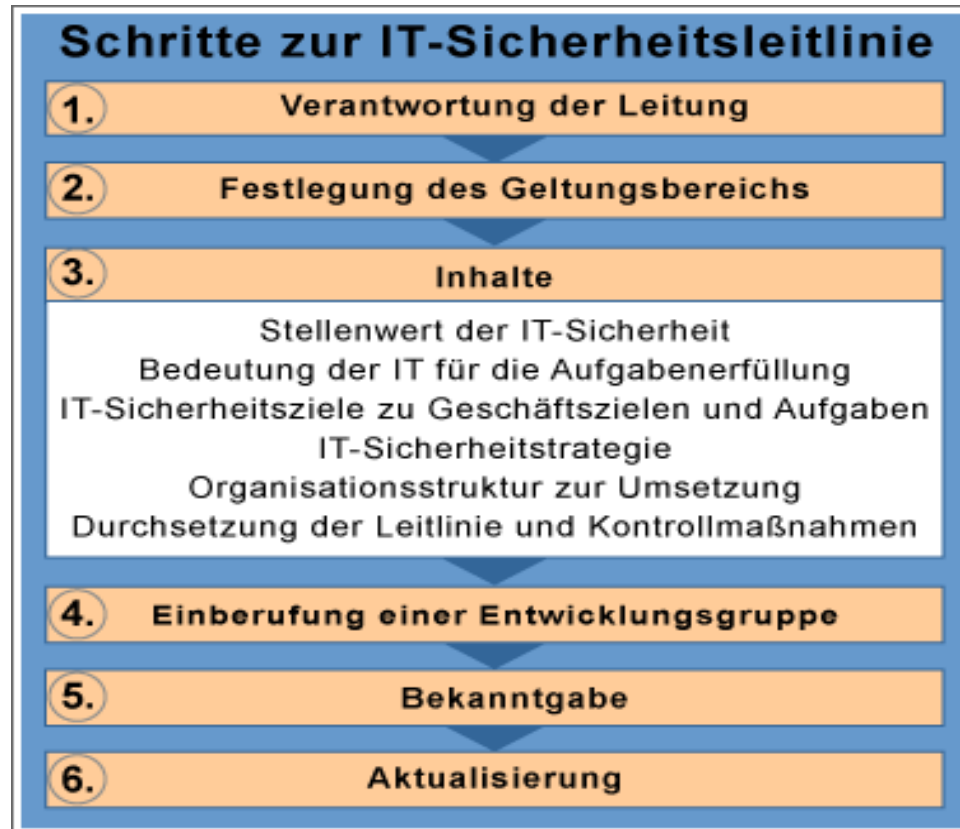 Schritte zur IT-Sicherheitsleitlinie
1. Verantwortung der Leitung
2. Festlegung des Geltungsbereichs
3. Inhalte
Stellenwert der IT-Sicherheit
Bedeutung der IT für die Aufgabenerfüllung
IT-Sicherheitsziele zu Geschäftszielen und Aufgaben
IT-Sicherheitstrategie
Organisationsstruktur zur Umsetzung
Durchsetzung der Leitlinie und Kontrollmaßnahmen
4. Einberufung einer Entwicklungsgruppe
5. Bekanntgabe
6. Aktualisierung